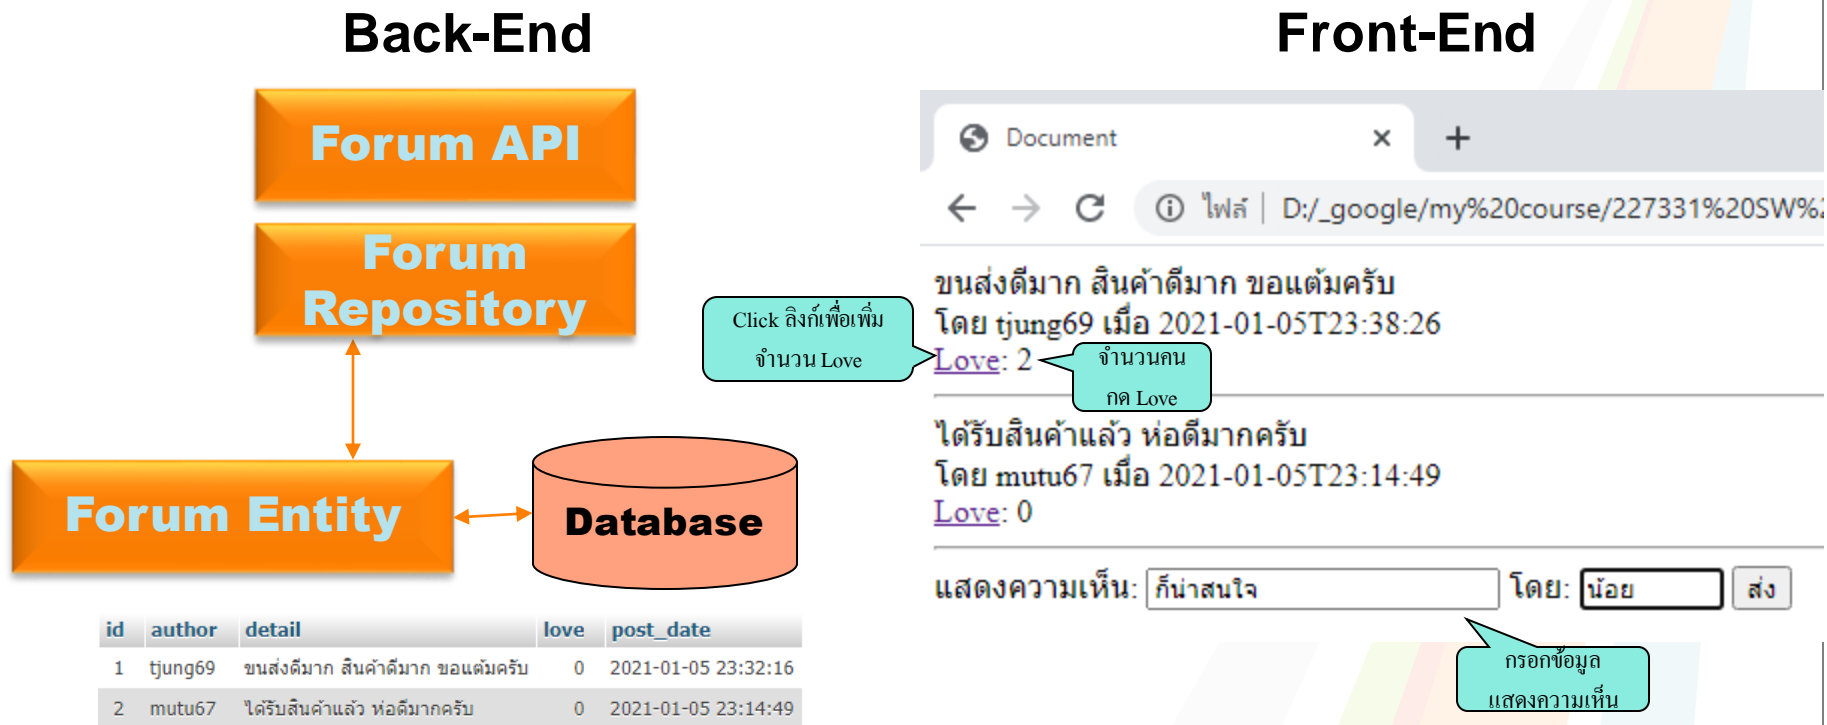 Back-End
Forum API
Forum
Repository
Forum Entity
Database
id author detail love post_date
1 tjung69 ขนส่งดีมาก สินค้าดีมาก ขอแต้มครับ 0 2021-01-05 23:32:16
2 mutu67 ได้รับสินค้าแล้ว ห่อดีมากครับ 0 2021-01-05 23:14:49
Front-End
Document
ไฟล์ D:/_google/my%20course/227331%20SW%2
ขนส่งดีมาก สินค้าดีมาก ขอแต้มครับ
โดย tjung69 เมื่อ 2021-01-05T23:38:26
Love: 2
Click ลิงก์เพื่อเพิ่ม
จำนวน Love
จำนวนคน
กด Love
ได้รับสินค้าแล้ว ห่อดีมากครับ
โดย mutu67 เมื่อ 2021-01-05T23:14:49
Love: 0
แสดงความเห็น: ก็น่าสนใจ โดย: น้อย ส่ง
กรอกข้อมูล
แสดงความเห็น